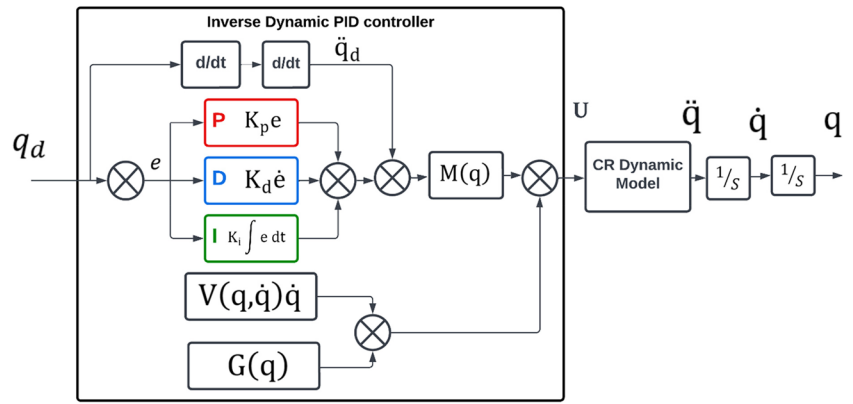 Inverse Dynamic PID controller
d/dt
d/dt
q̈d
P Kpe
qd
e
D Kdė
I Ki∫e dt
M(q)
U
CR Dynamic
Model
q̈
1/S
q̇
1/S
q
V(q,q̇)q̇
G(q)